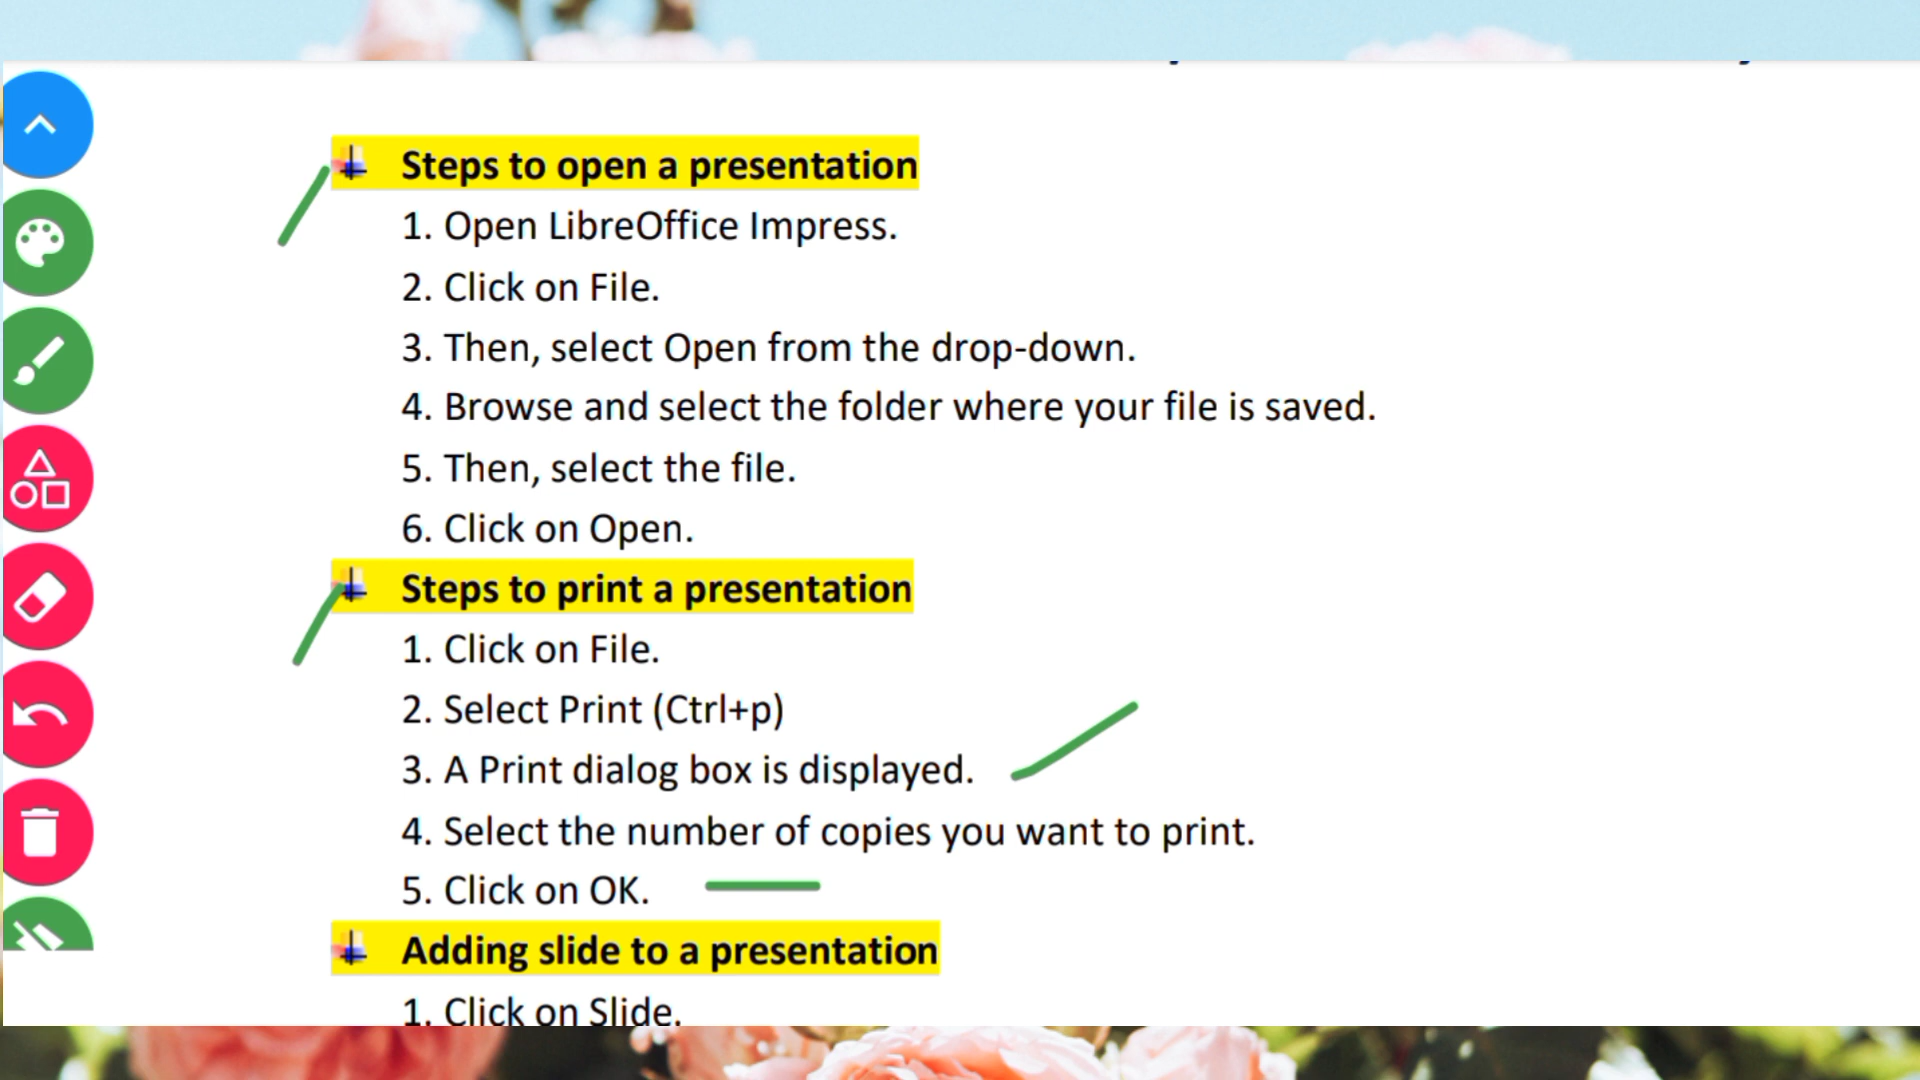 Steps to open a presentation
1. Open LibreOffice Impress.
2. Click on File.
3. Then, select Open from the drop-down.
4. Browse and select the folder where your file is saved.
5. Then, select the file.
6. Click on Open.
Steps to print a presentation
1. Click on File.
2. Select Print (Ctrl+p)
3. A Print dialog box is displayed.
4. Select the number of copies you want to print.
5. Click on OK.
Adding slide to a presentation
1. Click on Slide.